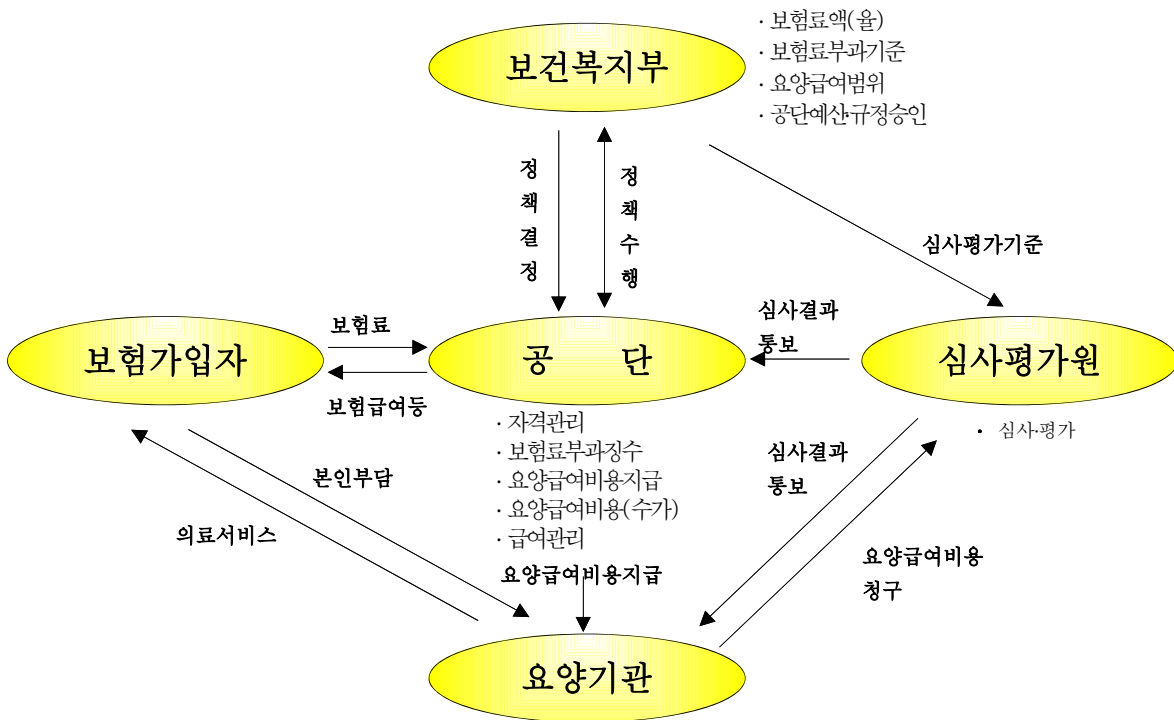 보건복지부
· 보험료액(율)
· 보험료부과기준
· 요양급여범위
· 공단예산·규정승인
정책결정
정책수행
심사평가기준
보험가입자
보험료
보험급여등
공 단
심사결과
통보
심사평가원
· 자격관리
· 보험료부과징수
· 요양급여비용지급
· 요양급여비용(수가)
· 급여관리
• 심사·평가
본인부담
의료서비스
심사결과
통보
요양급여비용
청구
요양급여비용지급
요양기관